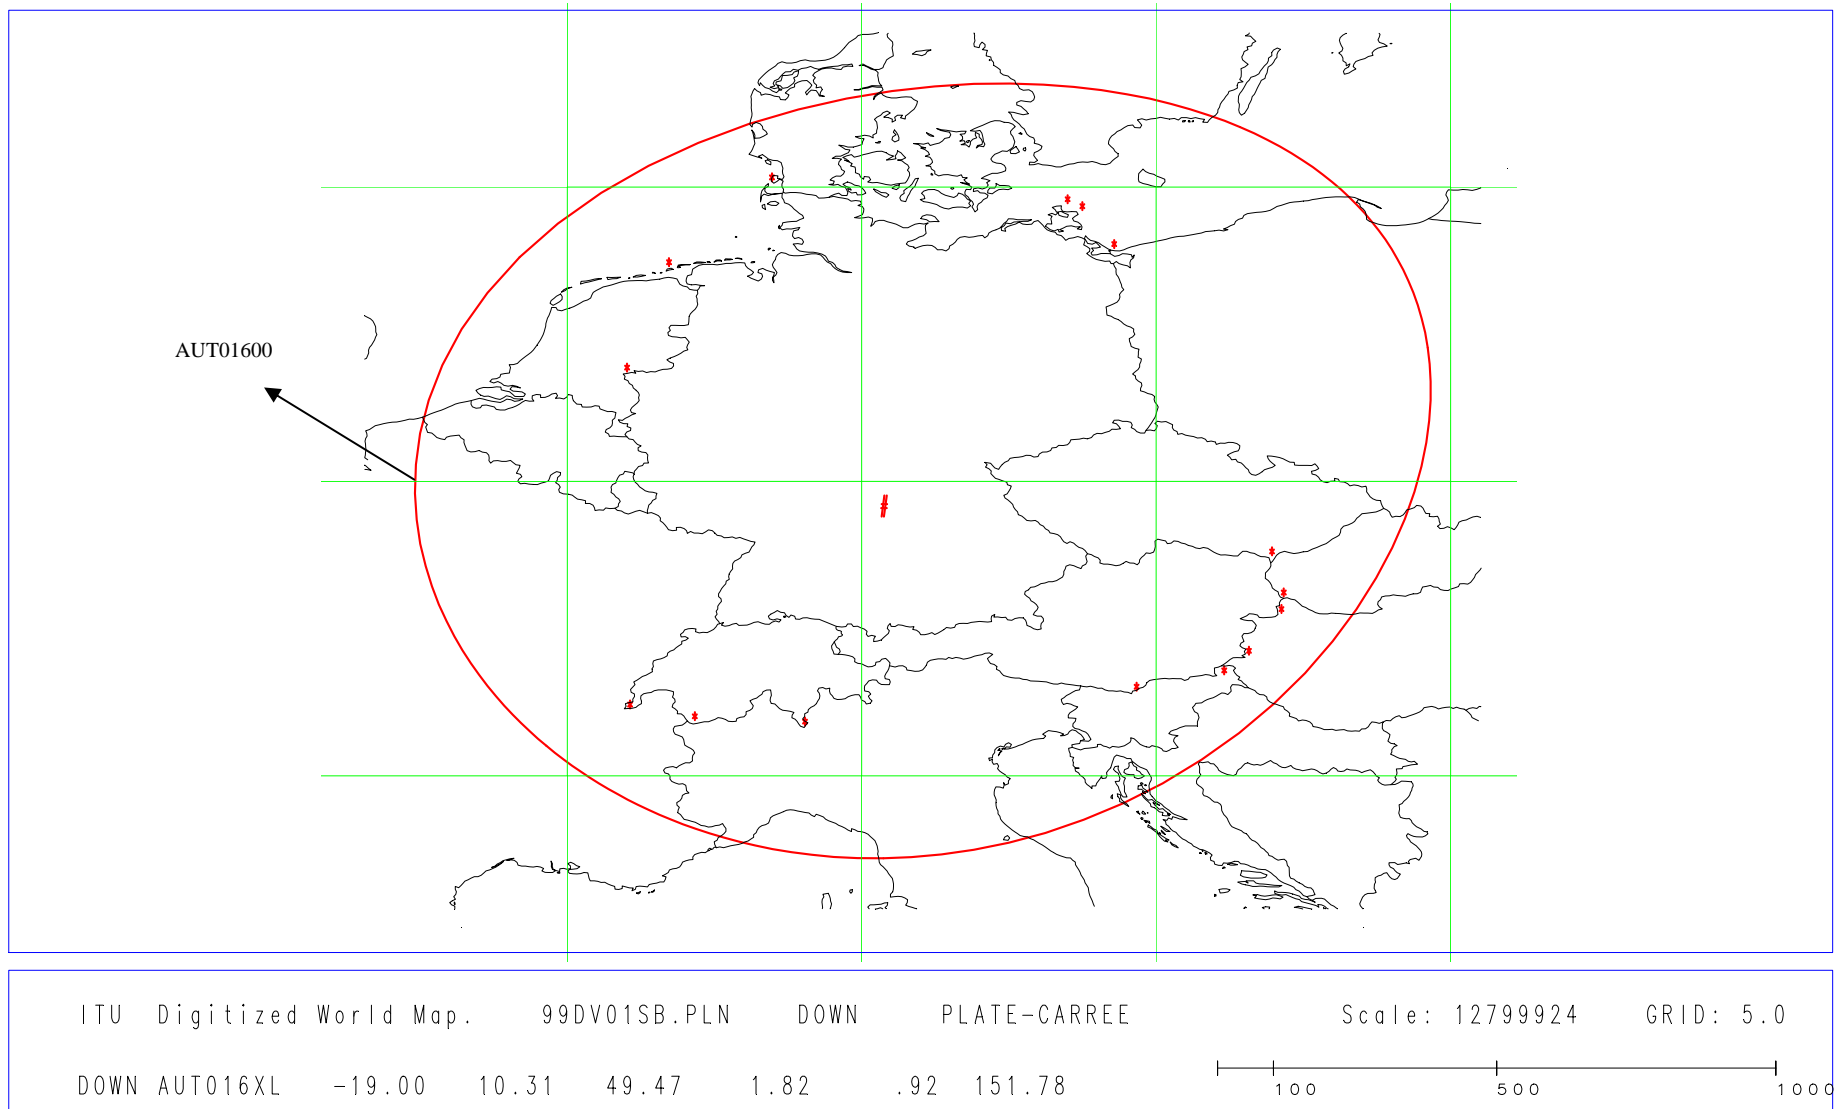 AUT01600
ITU Digitized World Map. 99DV01SB.PLN DOWN PLATE-CARREE Scale: 12799924 GRID: 5.0
DOWN AUT016XL -19.00 10.31 49.47 1.82 .92 151.78
100 500 1000